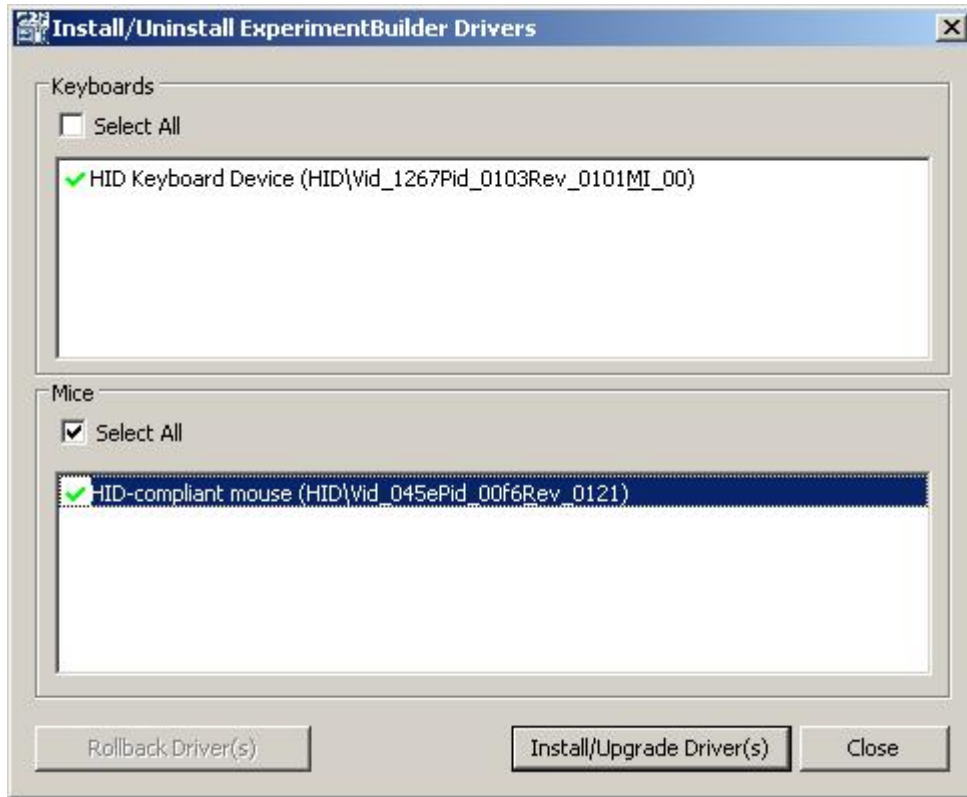 Install/Uninstall ExperimentBuilder Drivers
Keyboards
Select All
HID Keyboard Device (HID\Vid_1267Pid_0103Rev_0101MI_00)
Mice
Select All
HID-compliant mouse (HID\Vid_045ePid_00f6Rev_0121)
Rollback Driver(s) Install/Upgrade Driver(s) Close